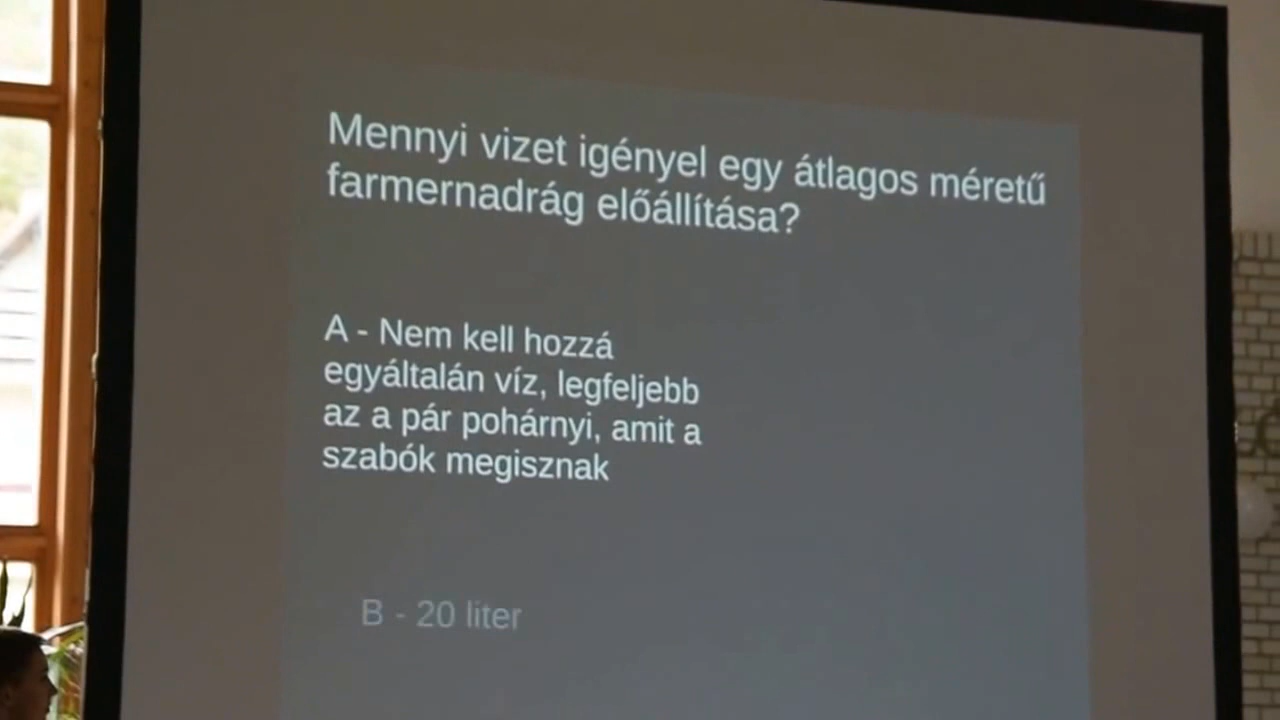 Mennyi vizet igényel egy átlagos méretű
farmernadrág előállítása?
A - Nem kell hozzá
egyáltalán víz, legfeljebb
az a pár pohárnyi, amit a
szabók megisznak
B - 20 liter